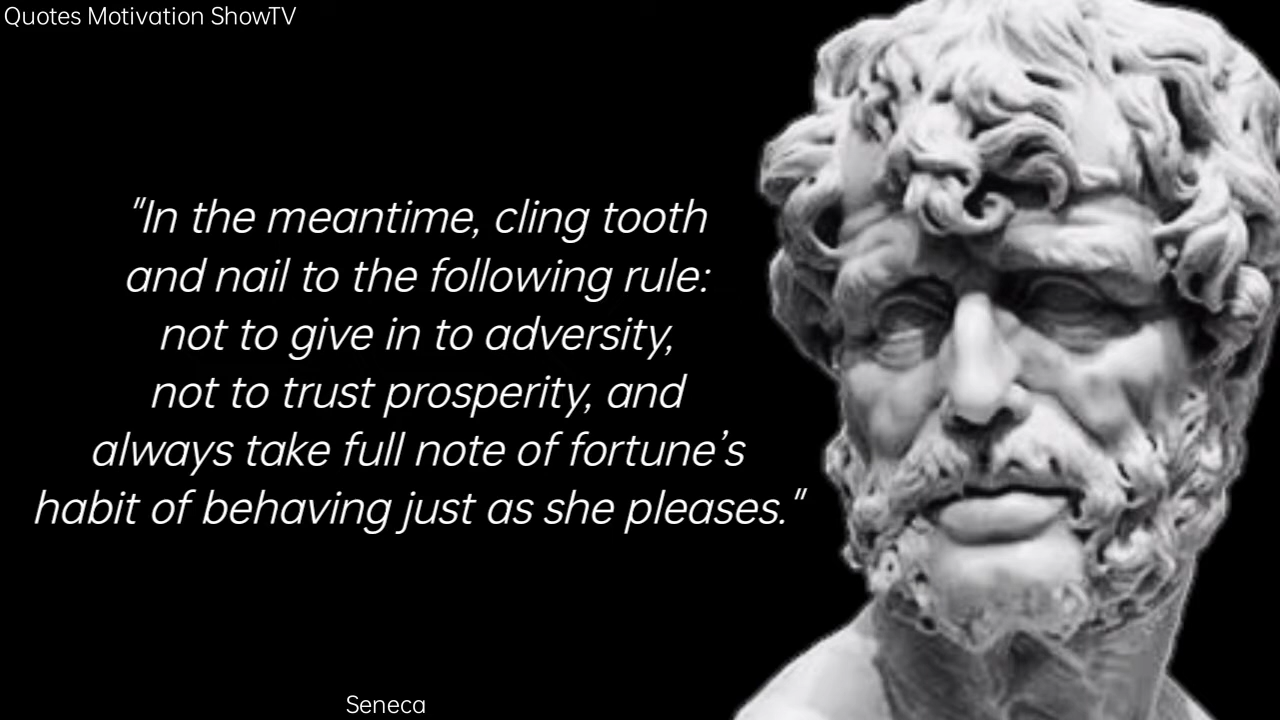 Quotes Motivation ShowTV
"In the meantime, cling tooth
and nail to the following rule:
not to give in to adversity,
not to trust prosperity, and
always take full note of fortune’s
habit of behaving just as she pleases."
Seneca